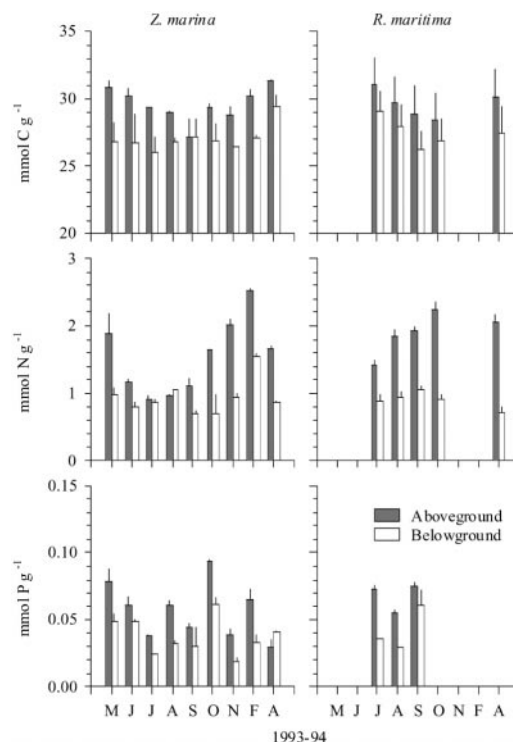 Z. marina
R. maritima
35
30
25
20
mmol C g -1
3
2
1
0
mmol N g -1
0.15
0.10
0.05
0.00
mmol P g -1
Aboveground
Belowground
M J J A S O N F A
M J J A S O N F A
1993-94